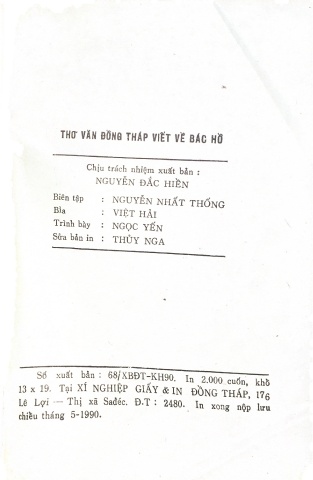 THƠ VĂN ĐỒNG THÁP VIẾT VỀ BÁC HỒ
Chịu trách nhiệm xuất bản :
NGUYỄN ĐẮC HIỀN
Biên tập : NGUYỄN NHẤT THỐNG
Bìa : VIỆT HẢI
Trình bày : NGỌC YẾN
Sửa bản in : THỦY NGA
Số xuất bản : 68/XBĐT-KH90. In 2.000 cuốn, khổ
13 x 19. Tại XÍ NGHIỆP GIẤY & IN ĐỒNG THÁP, 176
Lê Lợi — Thị xã Sađéc. Đ.T : 2480. In xong nộp lưu
chiều tháng 5-1990.